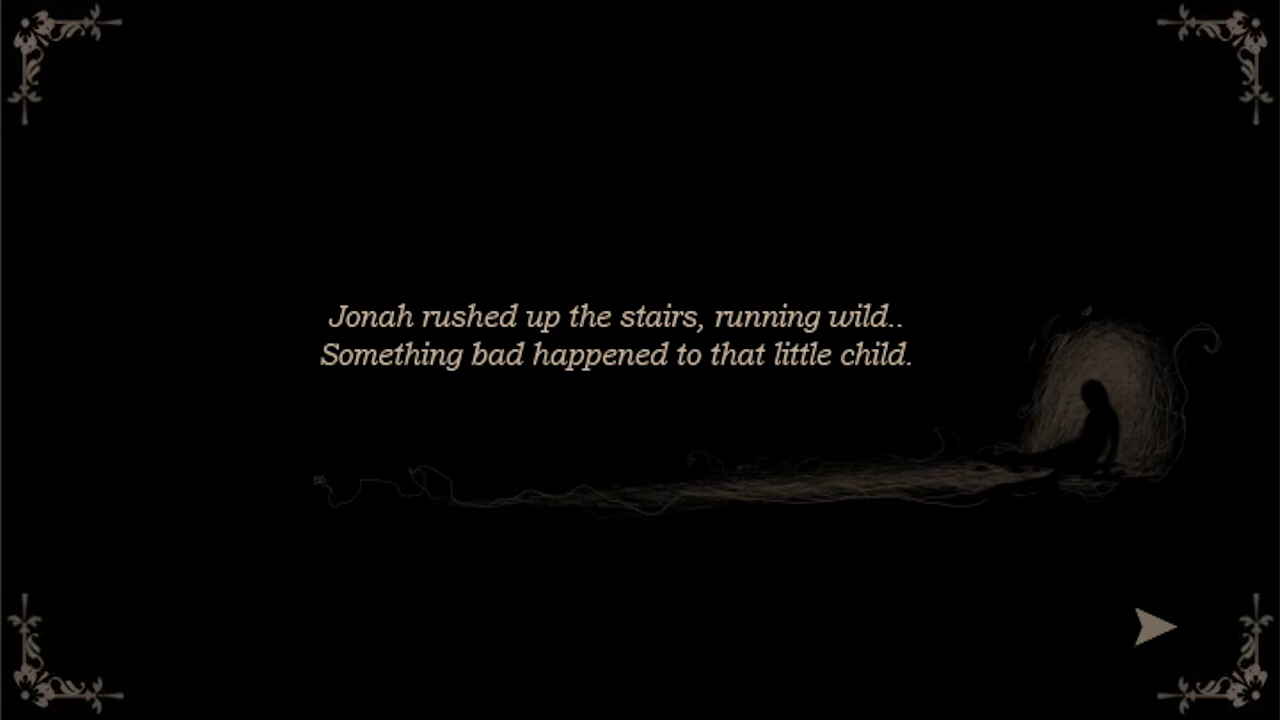 Jonah rushed up the stairs, running wild..
Something bad happened to that little child.